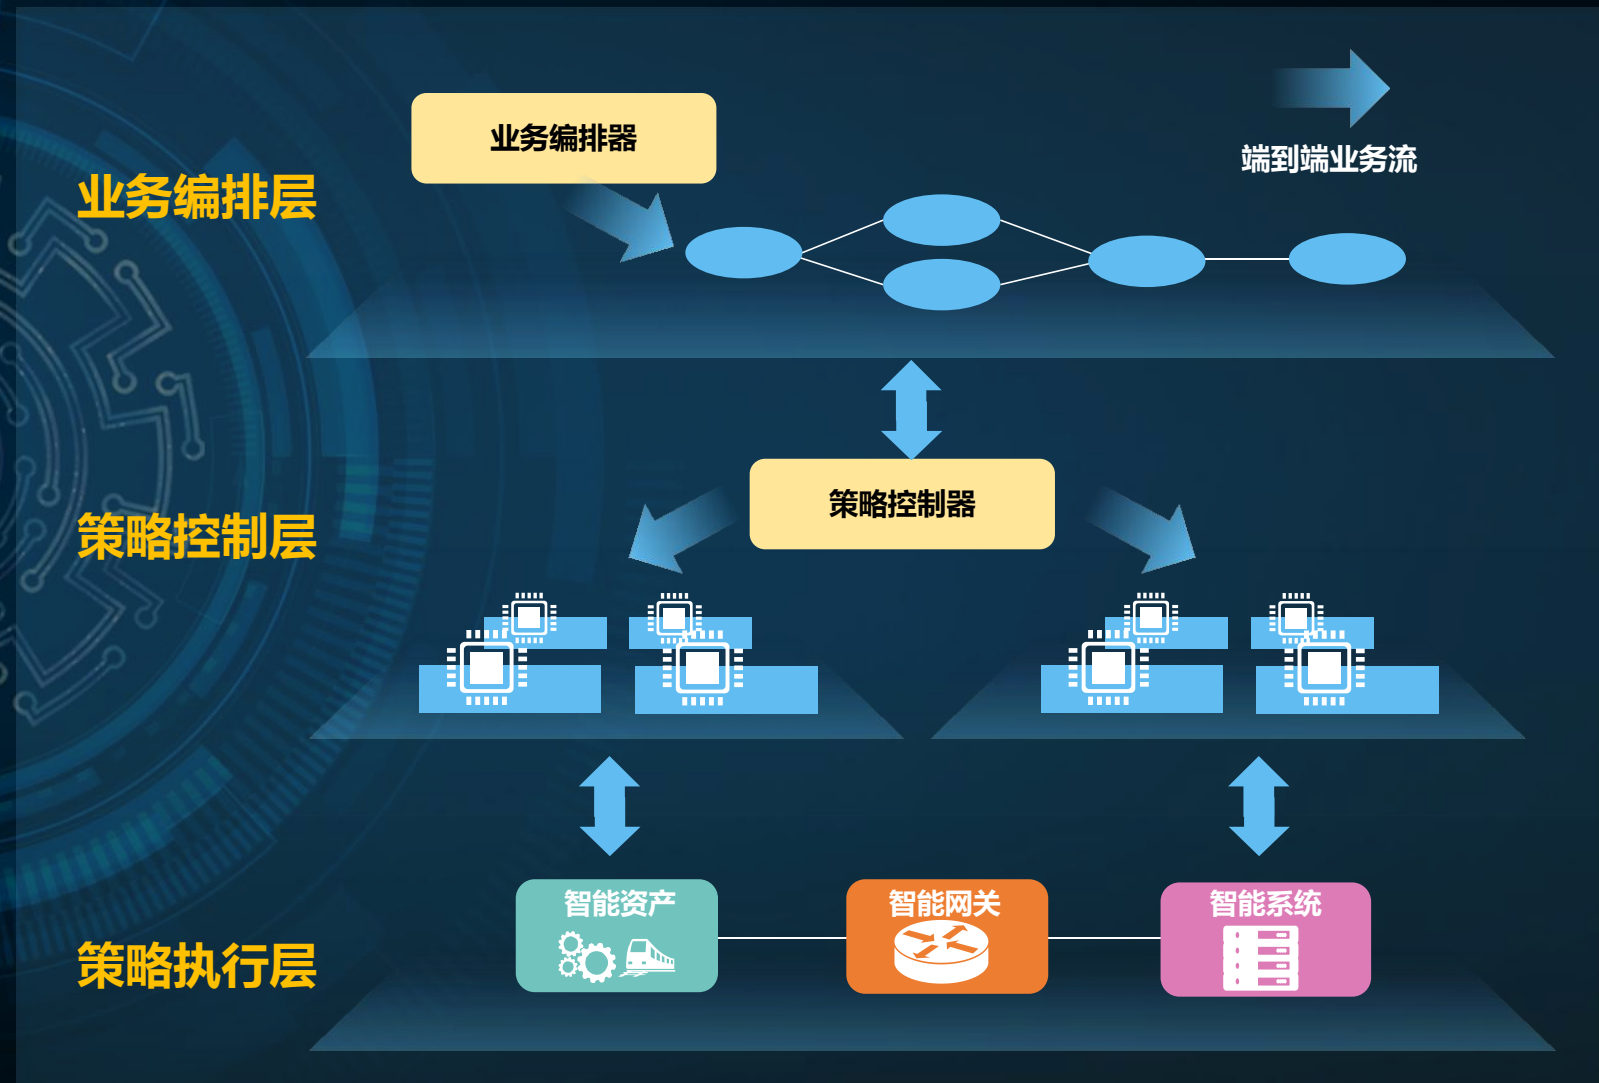 业务编排器
端到端业务流
业务编排层
策略控制器
策略控制层
智能资产
智能网关
智能系统
策略执行层